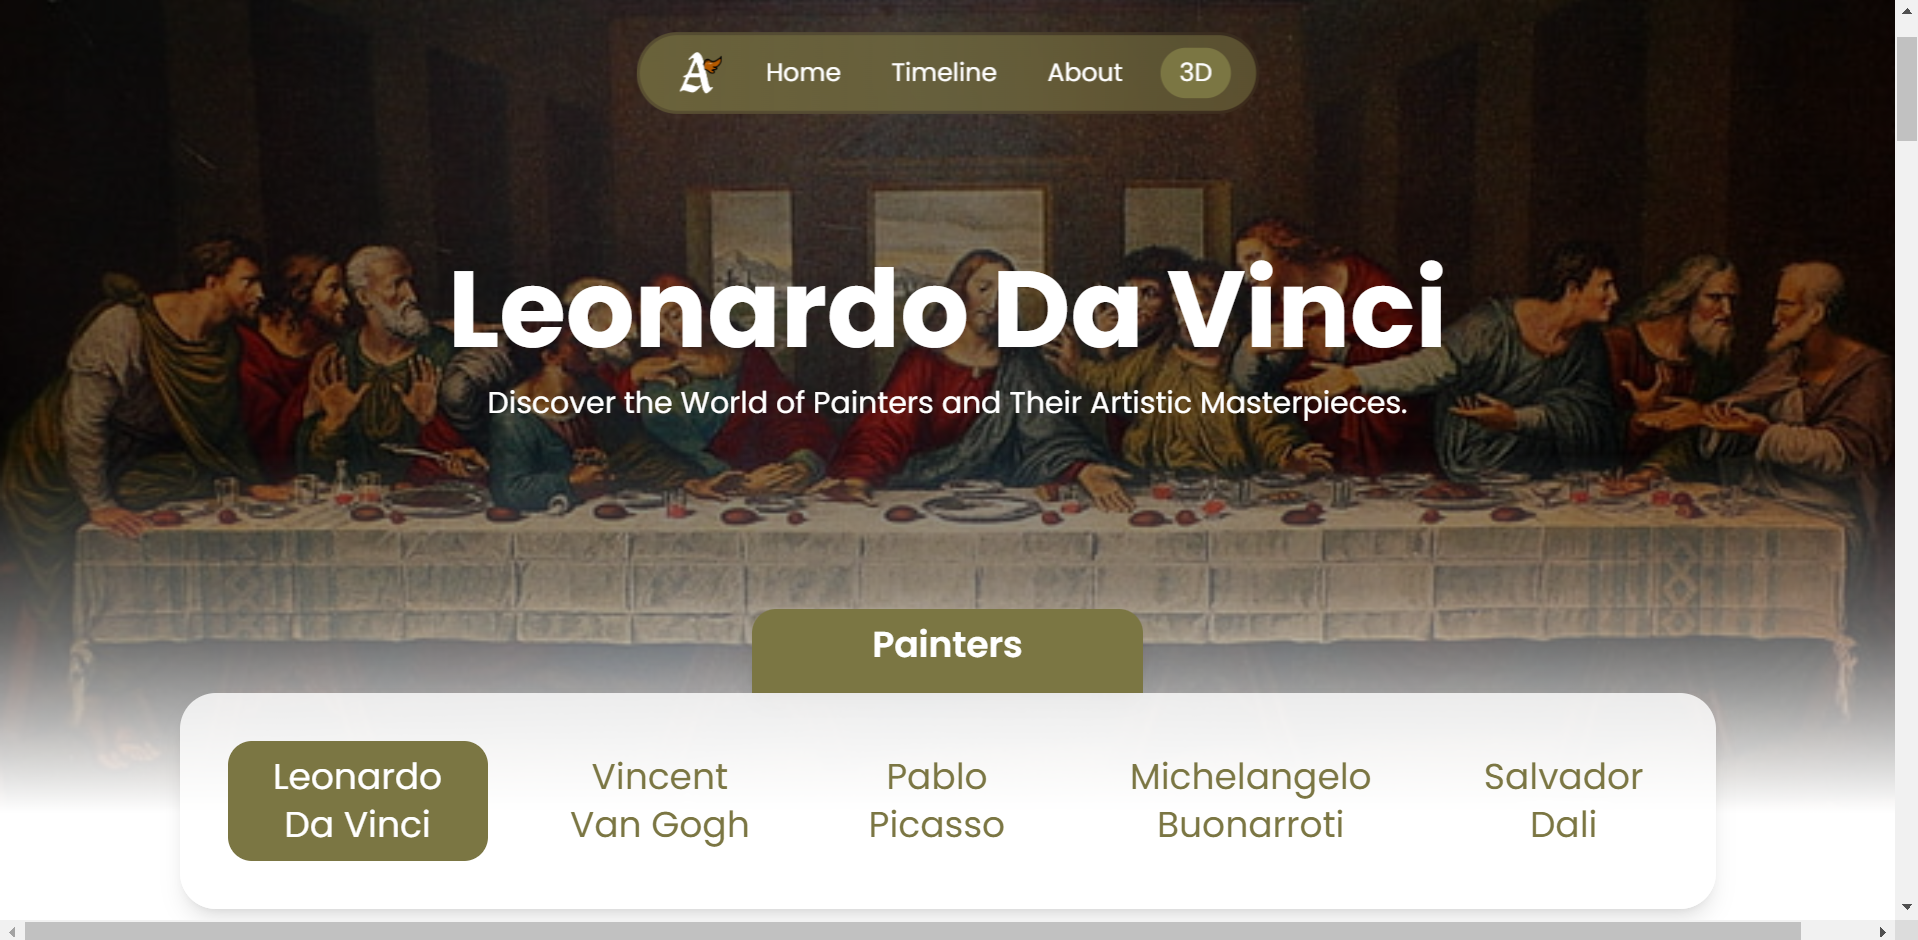 A
Home
Timeline
About
3D
Leonardo Da Vinci
Discover the World of Painters and Their Artistic Masterpieces.
Painters
Leonardo
Da Vinci
Vincent
Van Gogh
Pablo
Picasso
Michelangelo
Buonarroti
Salvador
Dali